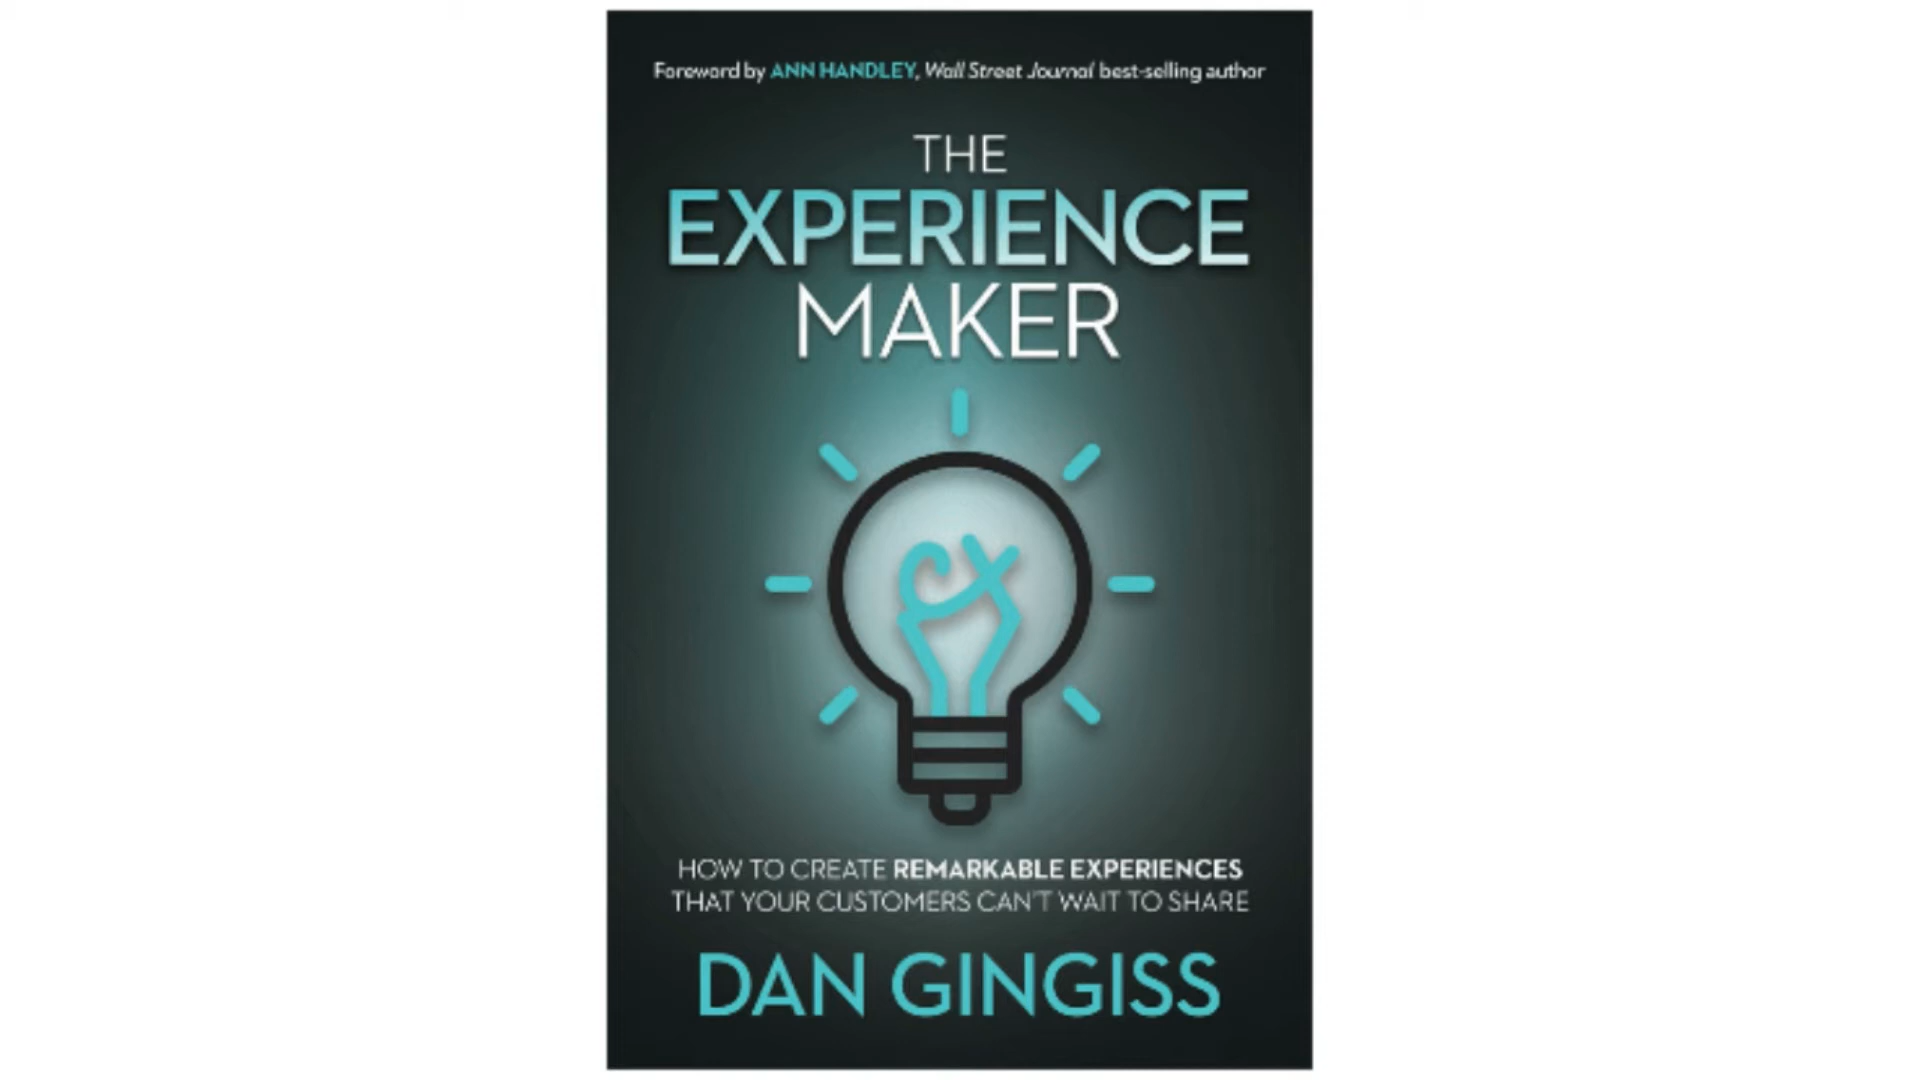 Foreword by ANN HANDLEY, Wall Street Journal best-selling author
THE
EXPERIENCE
MAKER
cx
HOW TO CREATE REMARKABLE EXPERIENCES
THAT YOUR CUSTOMERS CAN'T WAIT TO SHARE
DAN GINGISS